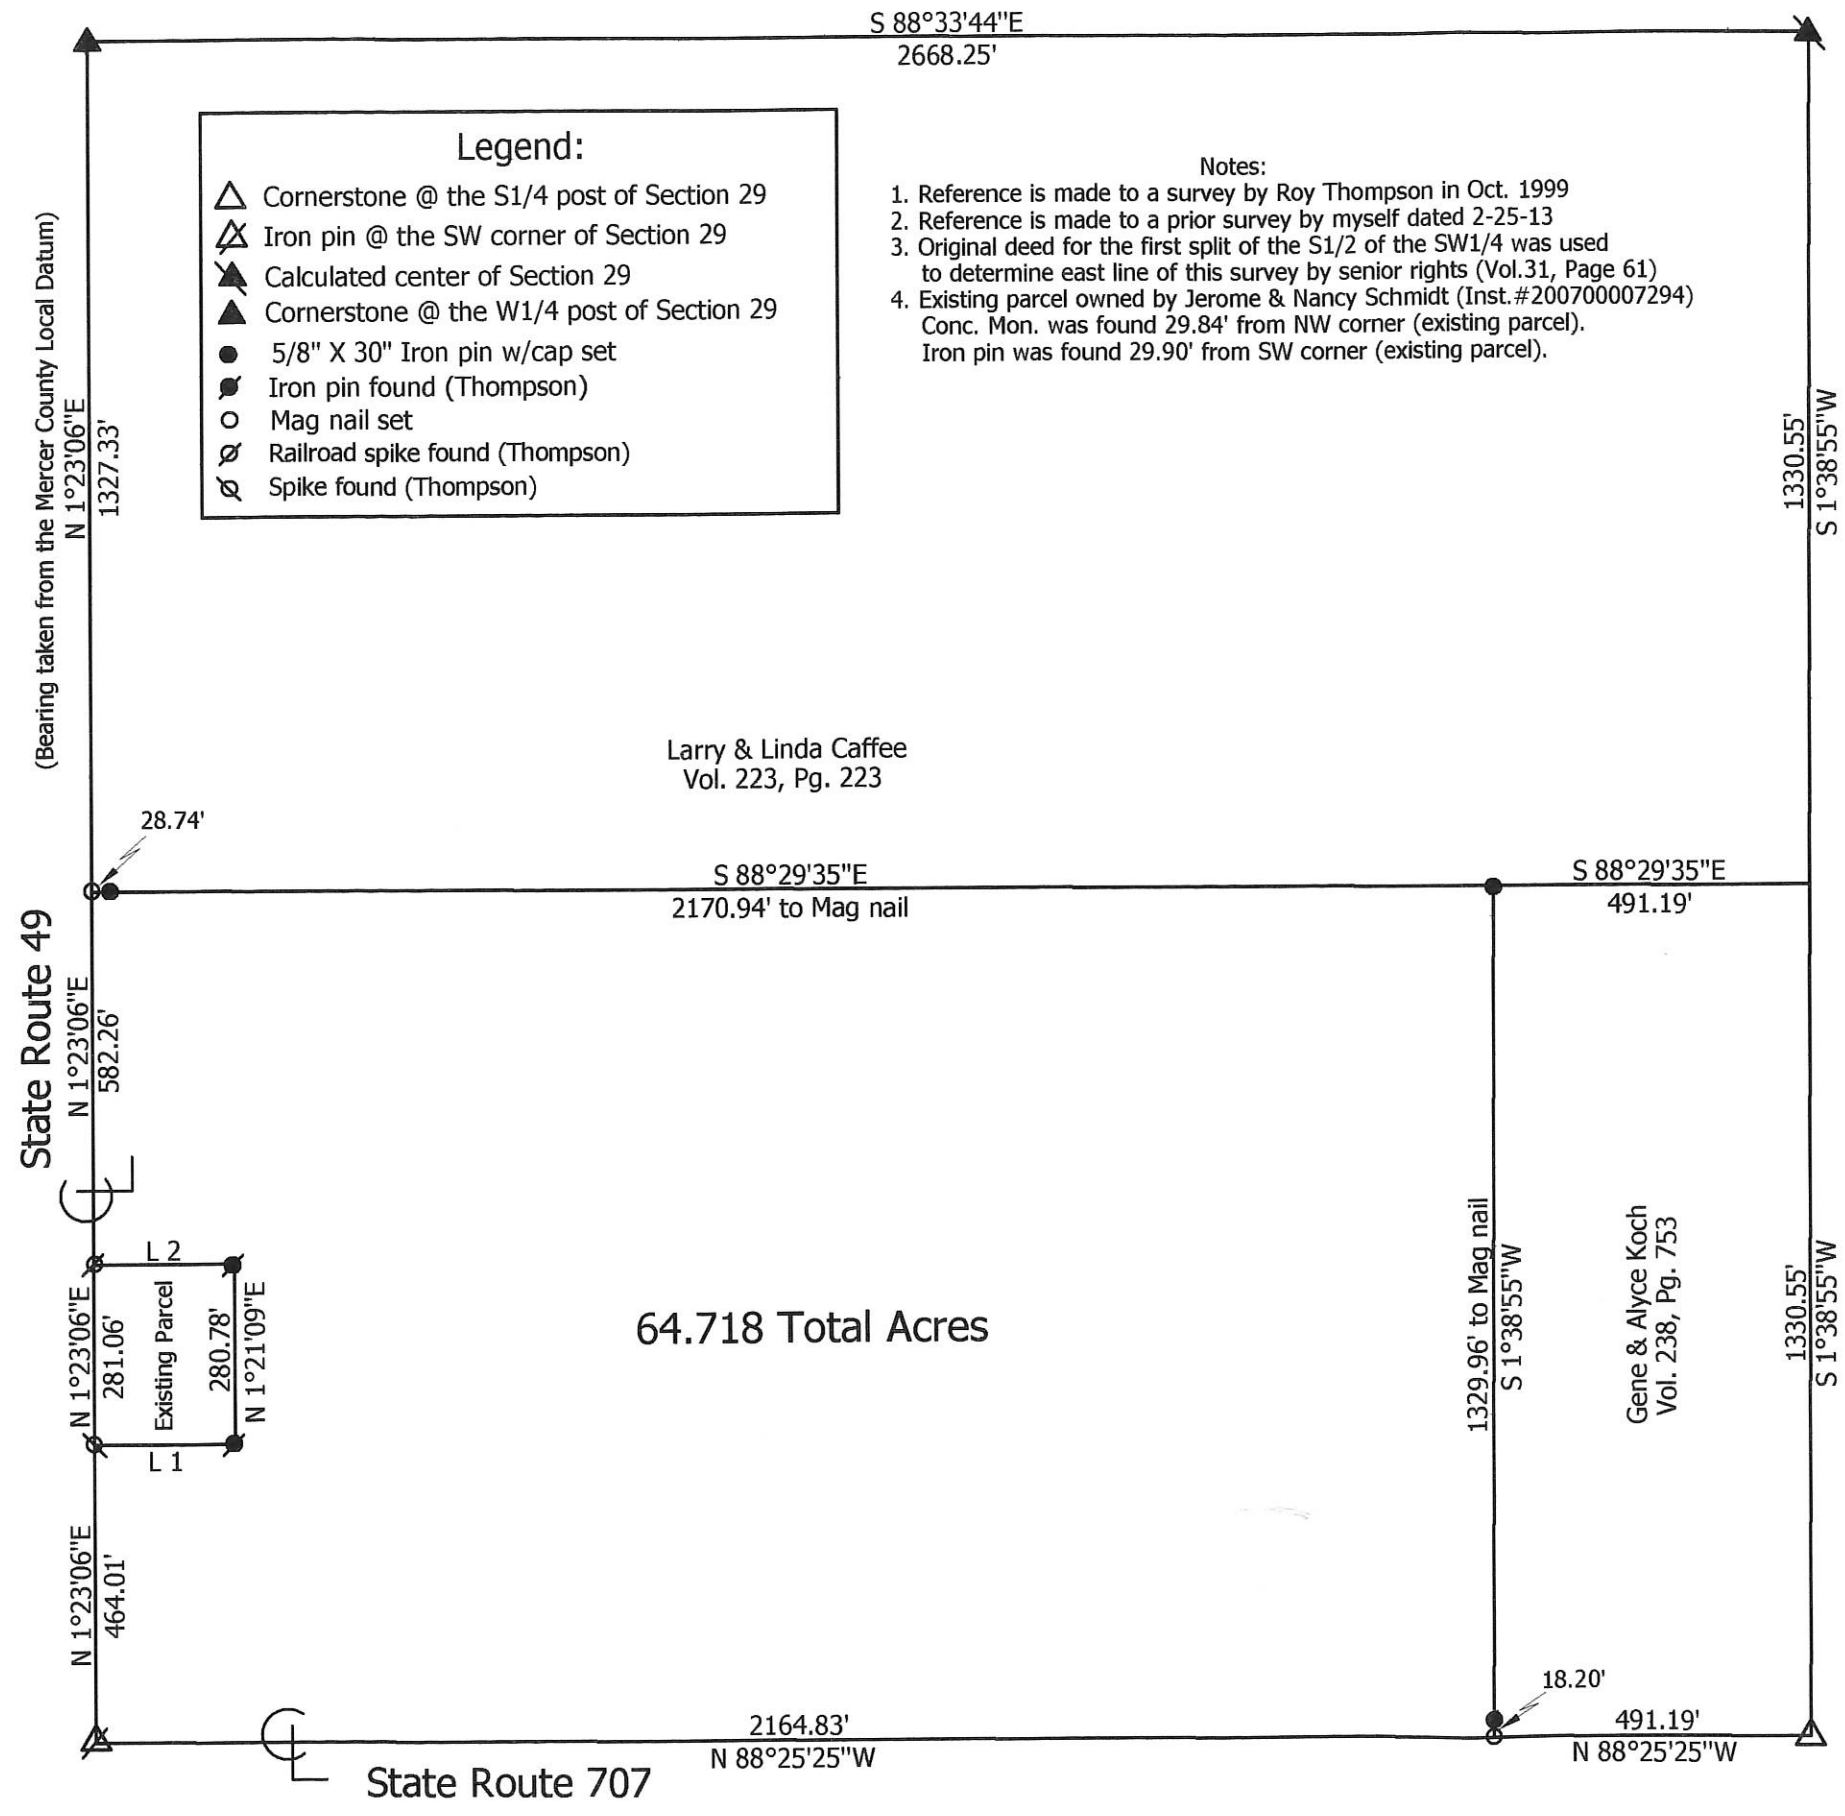 S 88°33'44"E
2668.25'
Legend:
Cornerstone @ the S1/4 post of Section 29
Iron pin @ the SW corner of Section 29
Calculated center of Section 29
Cornerstone @ the W1/4 post of Section 29
5/8" X 30" Iron pin w/cap set
Iron pin found (Thompson)
Mag nail set
Railroad spike found (Thompson)
Spike found (Thompson)
Notes:
1. Reference is made to a survey by Roy Thompson in Oct. 1999
2. Reference is made to a prior survey by myself dated 2-25-13
3. Original deed for the first split of the S1/2 of the SW1/4 was used
to determine east line of this survey by senior rights (Vol.31, Page 61)
4. Existing parcel owned by Jerome & Nancy Schmidt (Inst.#200700007294)
Conc. Mon. was found 29.84' from NW corner (existing parcel).
Iron pin was found 29.90' from SW corner (existing parcel).
(Bearing taken from the Mercer County Local Datum)
N 1°23'06"E
1327.33'
1330.55'
S 1°38'55"W
Larry & Linda Caffee
Vol. 223, Pg. 223
28.74'
S 88°29'35"E
2170.94' to Mag nail
S 88°29'35"E
491.19'
State Route 49
N 1°23'06"E
582.26'
L 2
N 1°23'06"E
281.06'
Existing Parcel
280.78'
N 1°21'09"E
L 1
64.718 Total Acres
1329.96' to Mag nail
S 1°38'55"W
Gene & Alyce Koch
Vol. 238, Pg. 753
1330.55'
S 1°38'55"W
N 1°23'06"E
464.01'
18.20'
2164.83'
N 88°25'25"W
491.19'
N 88°25'25"W
State Route 707